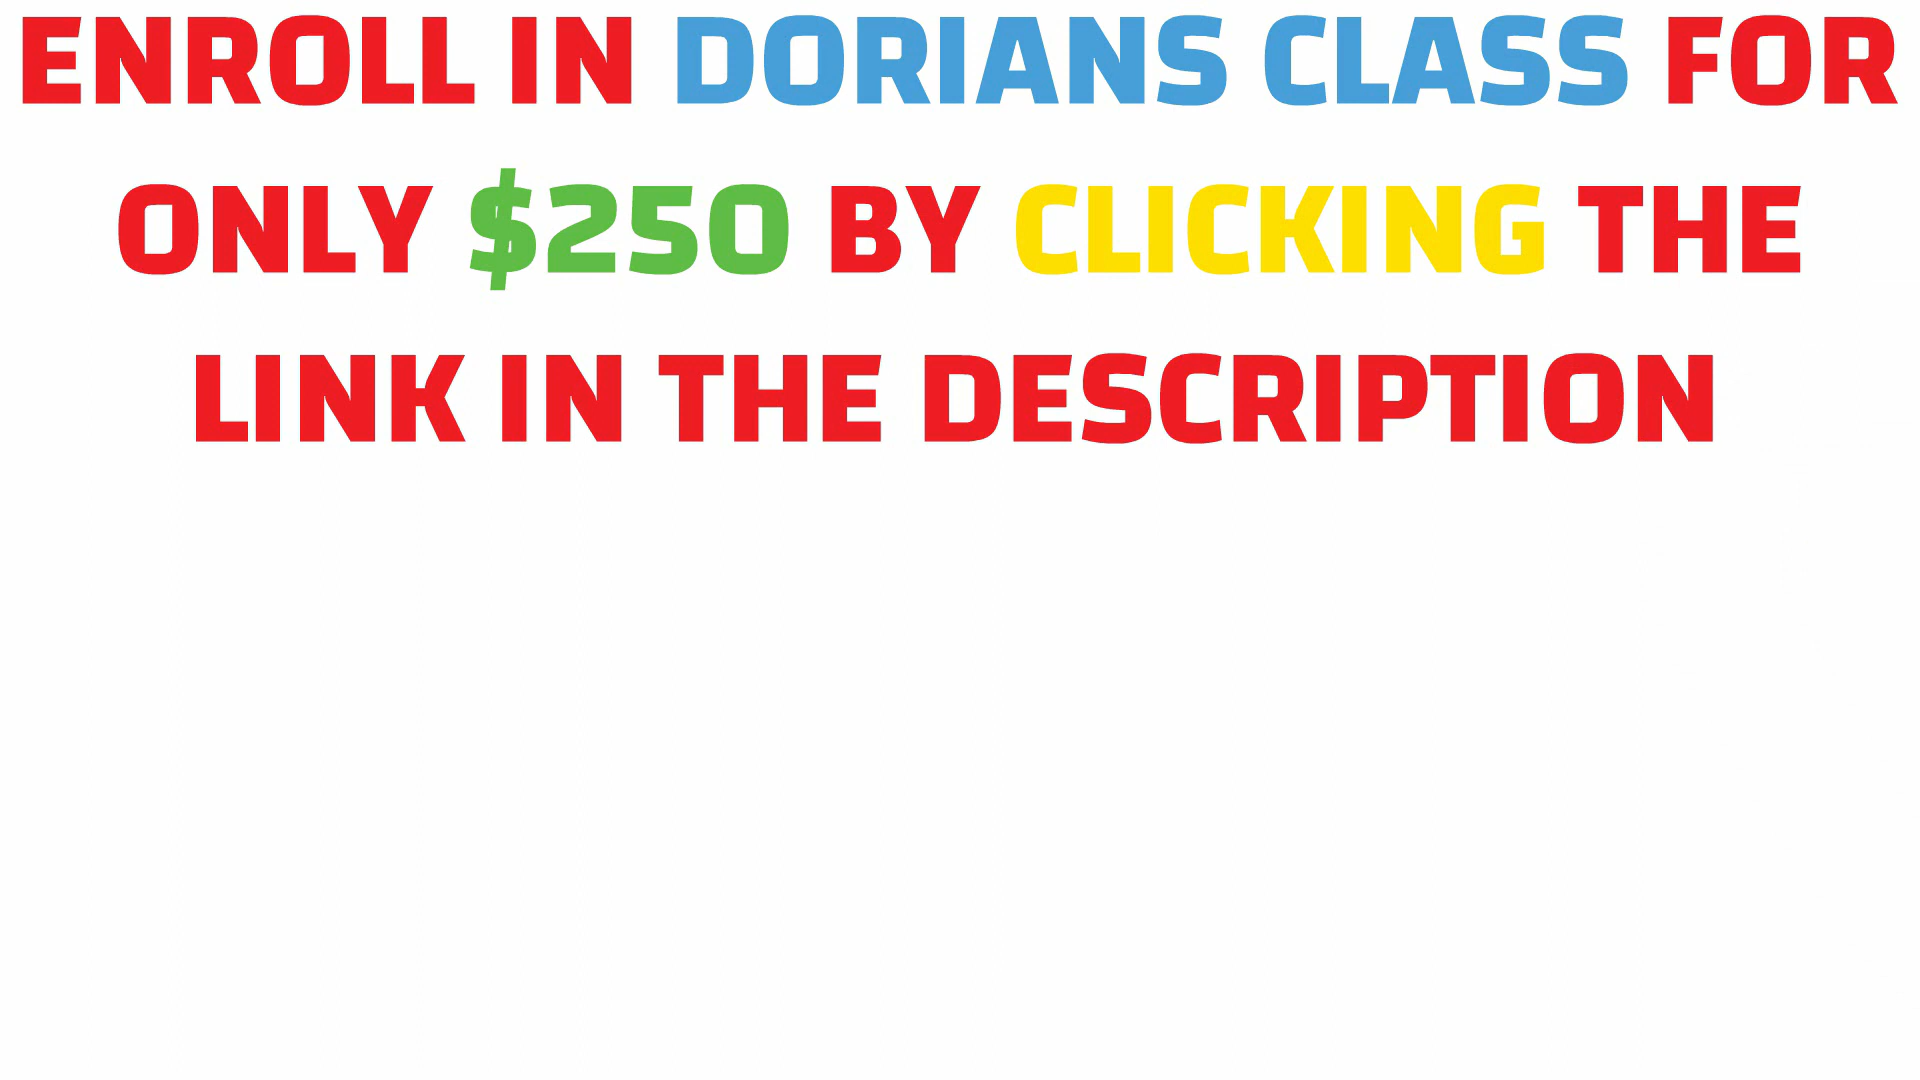 ENROLL IN DORIANS CLASS FOR
ONLY $250 BY CLICKING THE
LINK IN THE DESCRIPTION